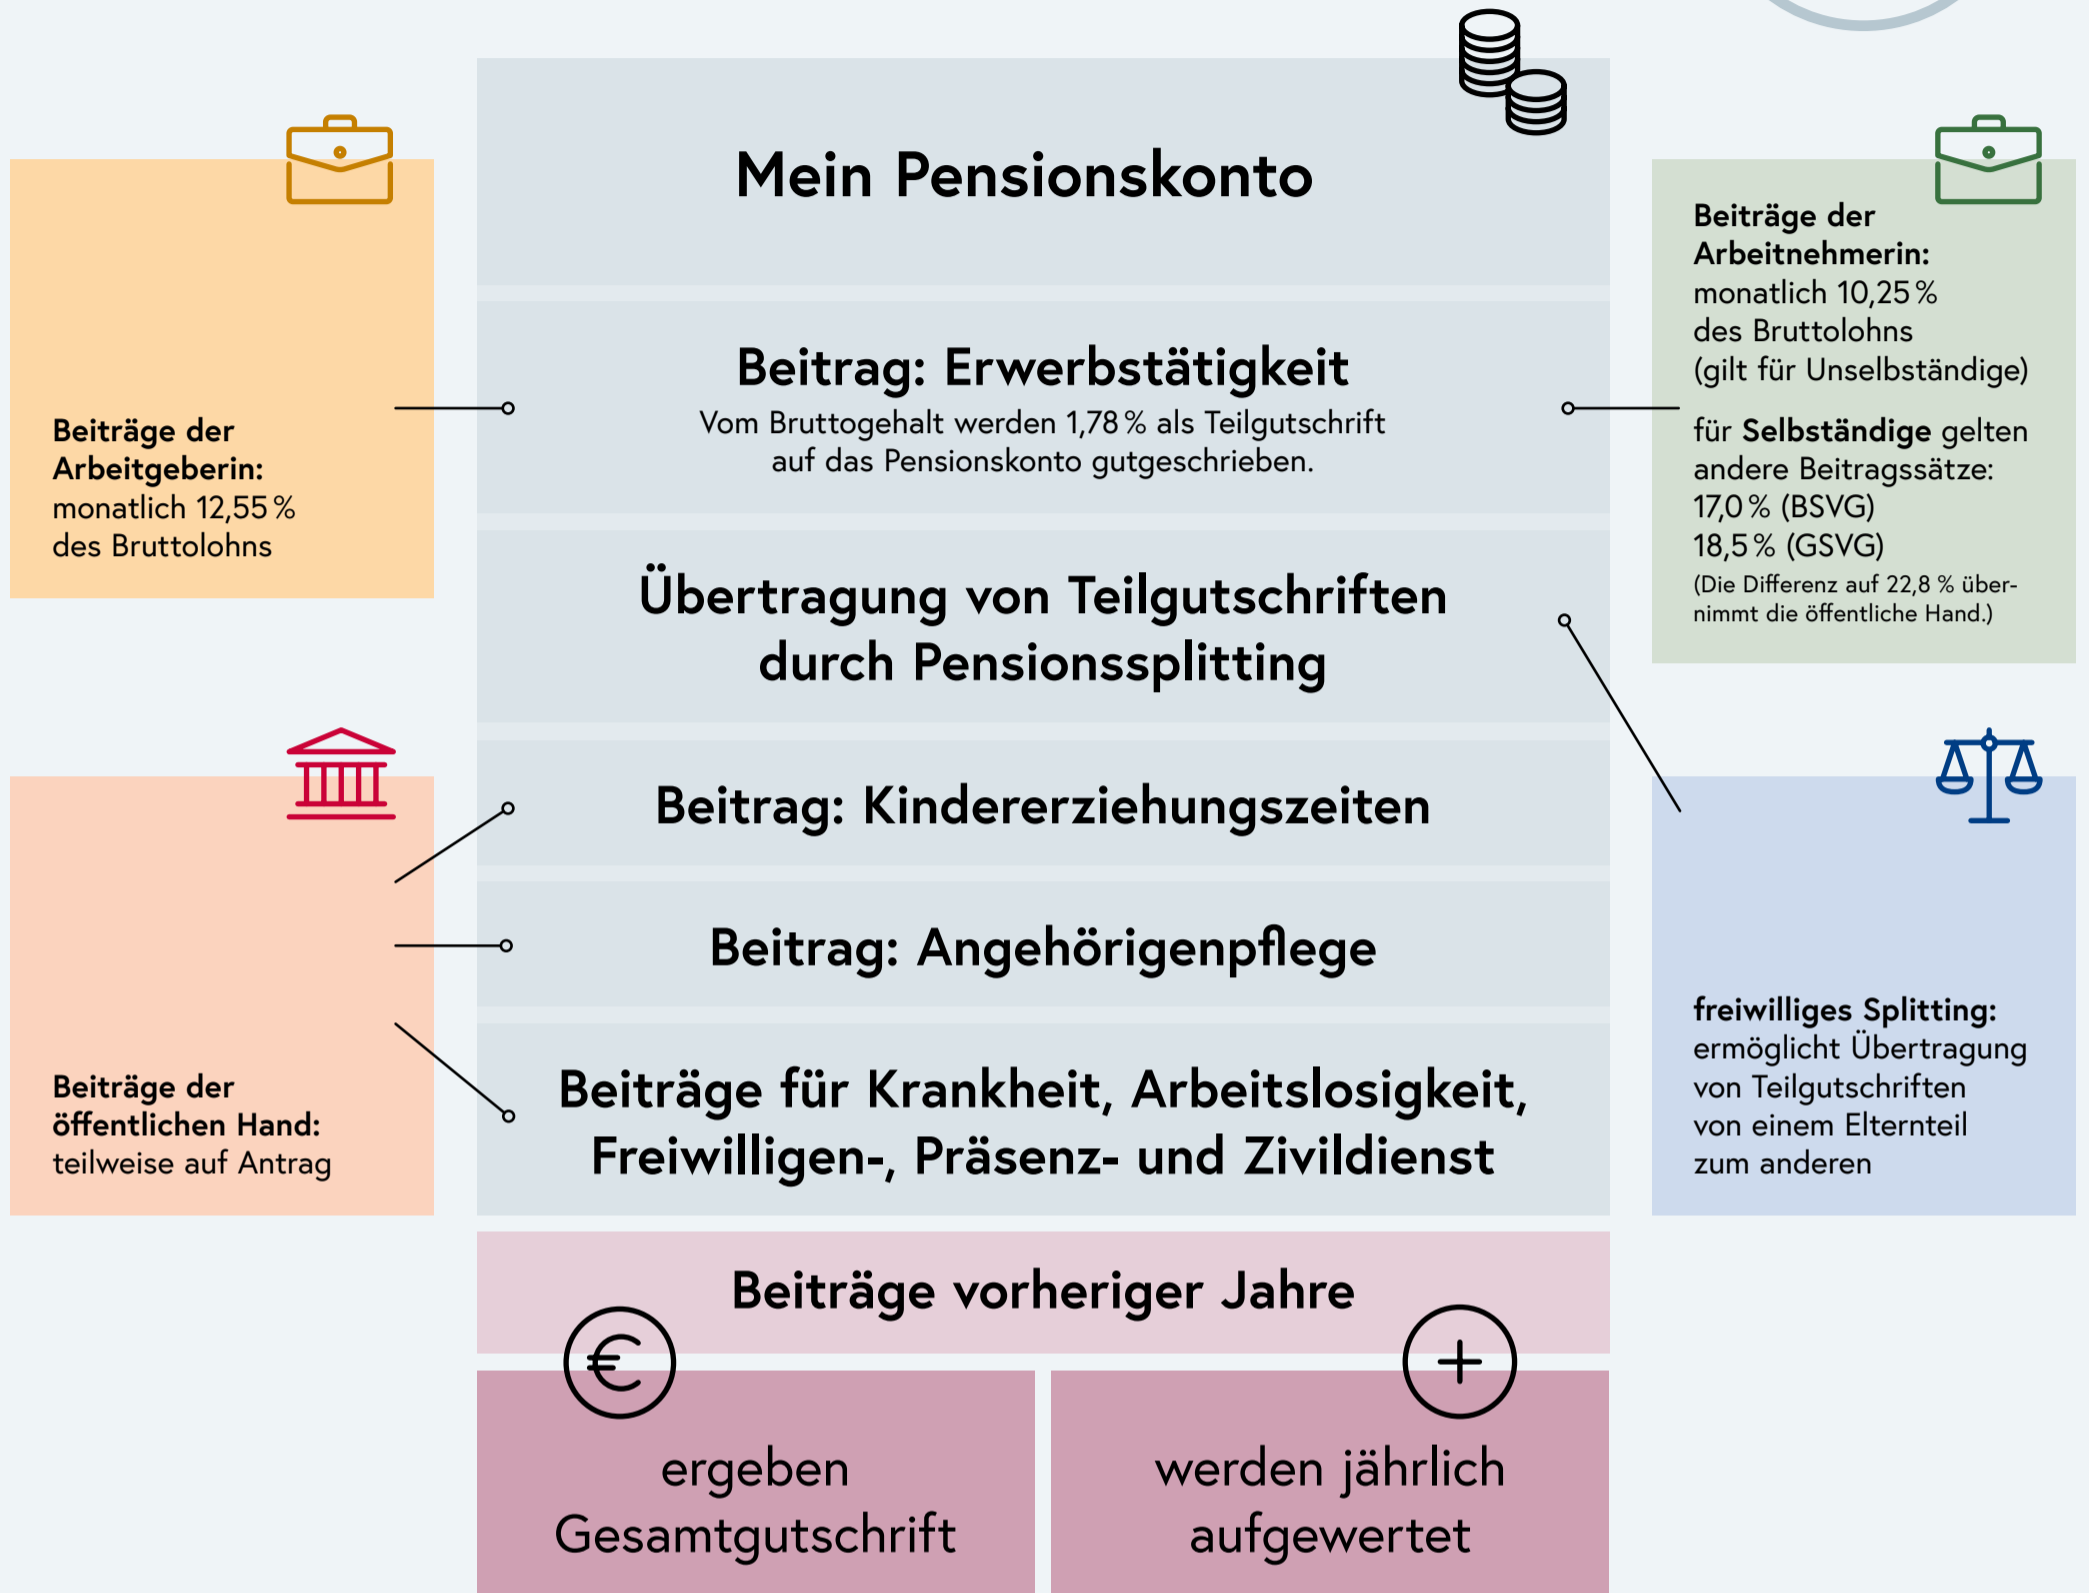 Mein Pensionskonto
Beiträge der
Arbeitgeberin:
monatlich 12,55 %
des Bruttolohns
Beitrag: Erwerbstätigkeit
Vom Bruttogehalt werden 1,78 % als Teilgutschrift
auf das Pensionskonto gutgeschrieben.
Beiträge der
Arbeitnehmerin:
monatlich 10,25 %
des Bruttolohns
(gilt für Unselbständige)
für Selbständige gelten
andere Beitragssätze:
17,0 % (BSVG)
18,5 % (GSVG)
(Die Differenz auf 22,8 % über-
nimmt die öffentliche Hand.)
Übertragung von Teilgutschriften
durch Pensionssplitting
Beitrag: Kindererziehungszeiten
Beitrag: Angehörigenpflege
Beiträge der
öffentlichen Hand:
teilweise auf Antrag
Beiträge für Krankheit, Arbeitslosigkeit,
Freiwilligen-, Präsenz- und Zivildienst
freiwilliges Splitting:
ermöglicht Übertragung
von Teilgutschriften
von einem Elternteil
zum anderen
Beiträge vorheriger Jahre
€
+
ergeben
Gesamtgutschrift
werden jährlich
aufgewertet